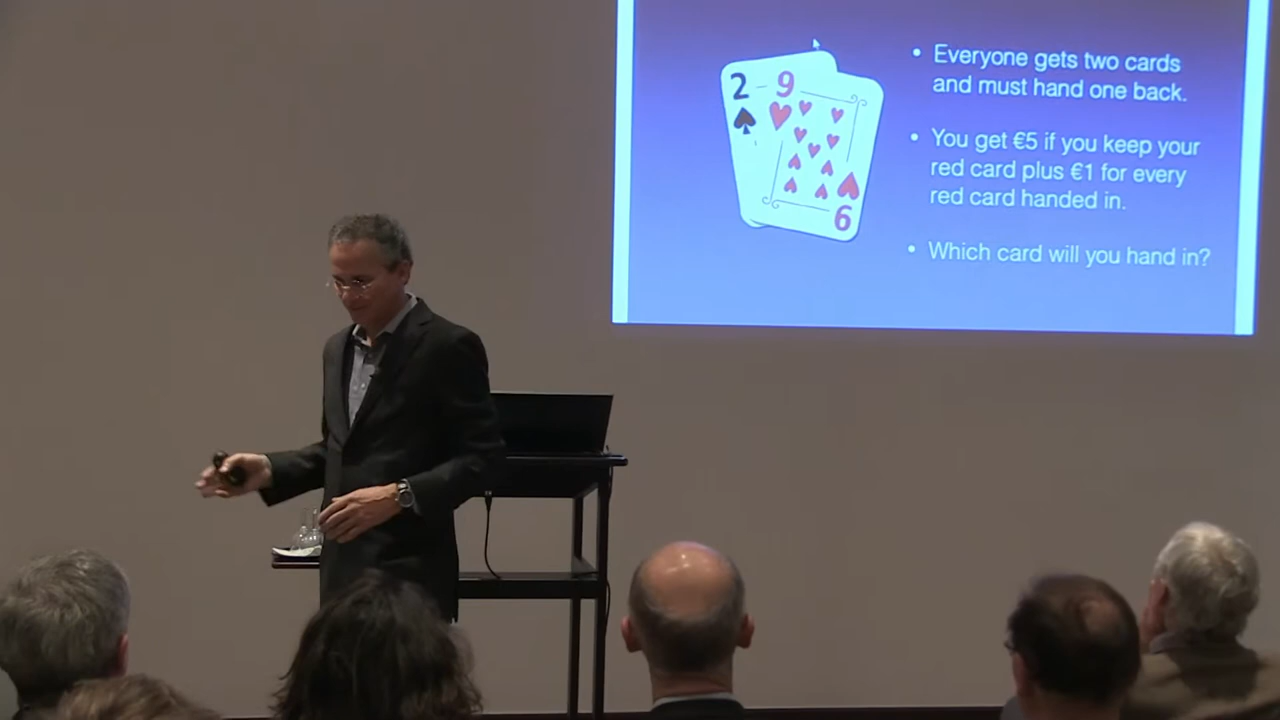 2
9
6
• Everyone gets two cards
and must hand one back.
• You get €5 if you keep your
red card plus €1 for every
red card handed in.
• Which card will you hand in?